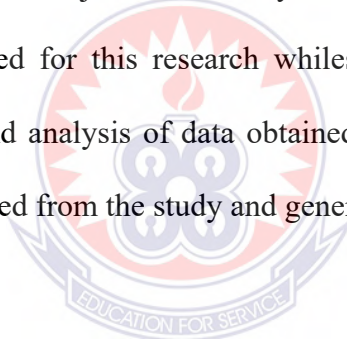 ed for this research whiles
d analysis of data obtained
ed from the study and gener
EDUCATION FOR SERVICE